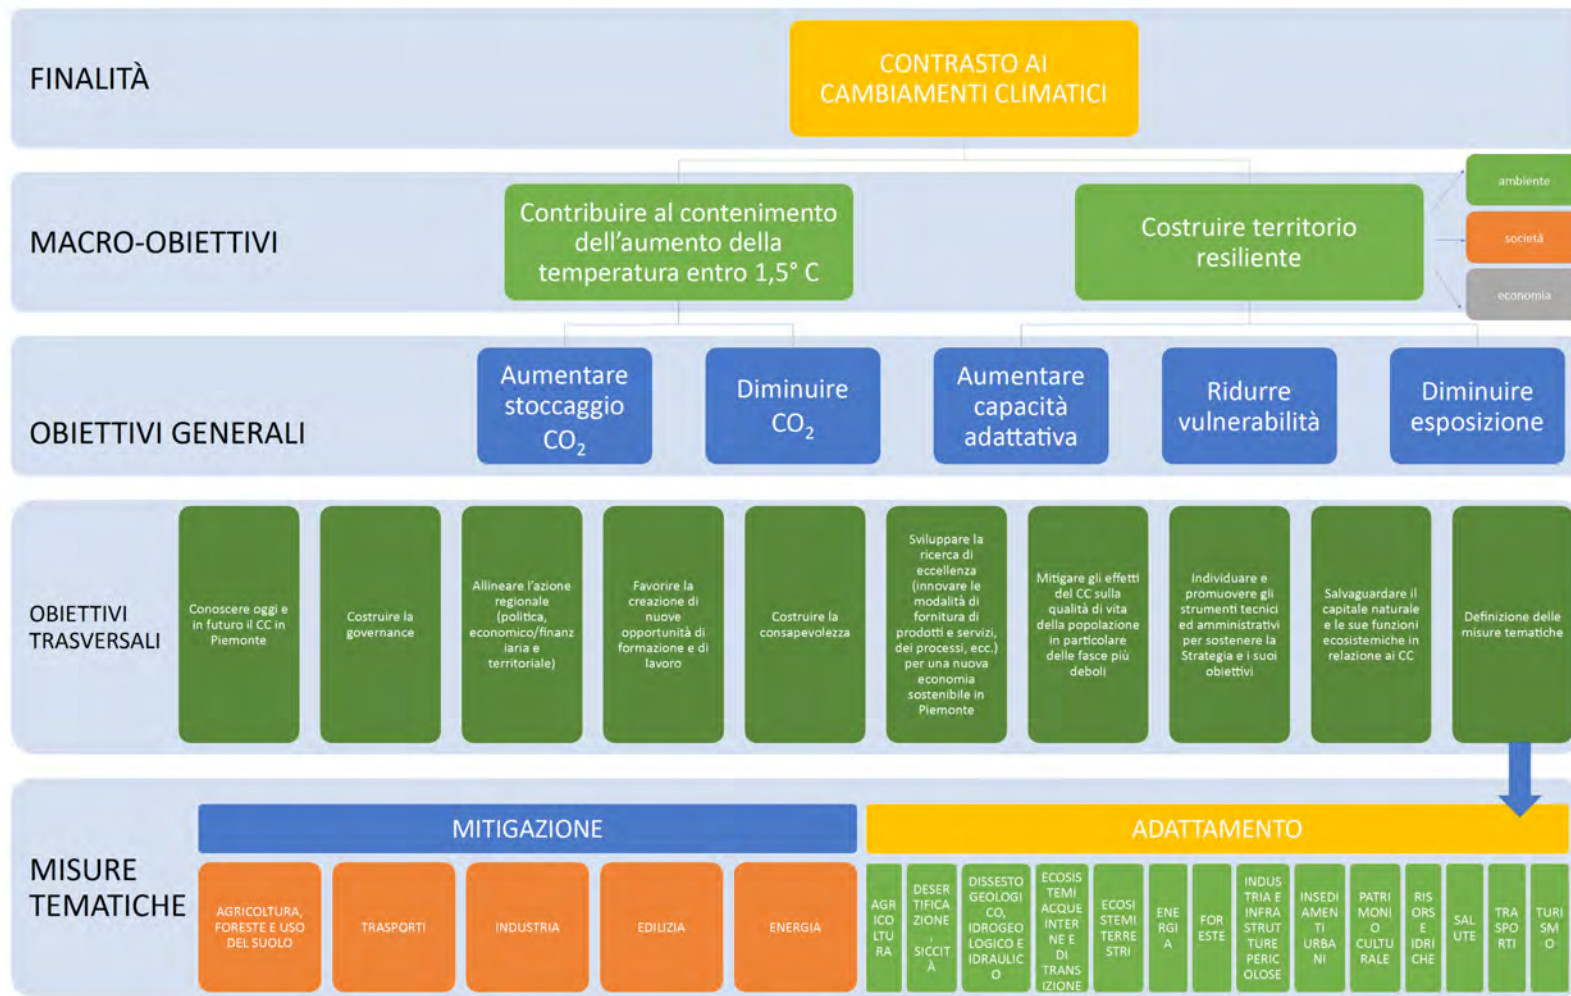 FINALITÀ
CONTRASTO AI
CAMBIAMENTI CLIMATICI
MACRO-OBIETTIVI
Contribuire al contenimento
dell'aumento della
temperatura entro 1,5° C
Costruire territorio
resiliente
ambiente
società
economia
OBIETTIVI GENERALI
Aumentare
stoccaggio
CO₂
Diminuire
CO₂
Aumentare
capacità
adattativa
Ridurre
vulnerabilità
Diminuire
esposizione
OBIETTIVI
TRASVERSALI
Conoscere oggi e
in futuro il CC in
Piemonte
Costruire la
governance
Allineare l'azione
regionale
(politica,
economico/finanz
iaria e
territoriale)
Favorire la
creazione di
nuove
opportunità di
formazione e di
lavoro
Costruire la
consapevolezza
Sviluppare la
ricerca di
eccellenza
(innovare le
modalità di
fornitura di
prodotti e servizi,
dei processi, ecc.)
per una nuova
economia
sostenibile in
Piemonte
Mitigare gli effetti
del CC sulla
qualità di vita
della popolazione
in particolare
delle fasce più
deboli
Individuare e
promuovere gli
strumenti tecnici
ed amministrativi
per sostenere la
Strategia e i suoi
obiettivi
Salvaguardare il
capitale naturale
e le sue funzioni
ecosistemiche in
relazione ai CC
Definizione delle
misure tematiche
MISURE
TEMATICHE
MITIGAZIONE
AGRICOLTURA,
FORESTE E USO
DEL SUOLO
TRASPORTI
INDUSTRIA
EDILIZIA
ENERGIA
ADATTAMENTO
AGR
ICO
LTU
RA
DESER
TIFICA
ZIONE
,
SICCIT
À
DISSESTO
GEOLOGI
CO,
IDROGEO
LOGICO E
IDRAULIC
O
ECOSIS
TEMI
ACQUE
INTER
NE E
DI
TRANS
IZIONE
ECOSI
STEMI
TERRE
STRI
ENE
RGI
A
FOR
ESTE
INDUS
TRIA E
INFRA
STRUT
TURE
PERIC
OLOSE
INSEDI
AMEN
TI
URBA
NI
PATRI
MONI
O
CULTU
RALE
RIS
ORS
E
IDRI
CHE
SAL
UTE
TRA
SPO
RTI
TURI
SM
O